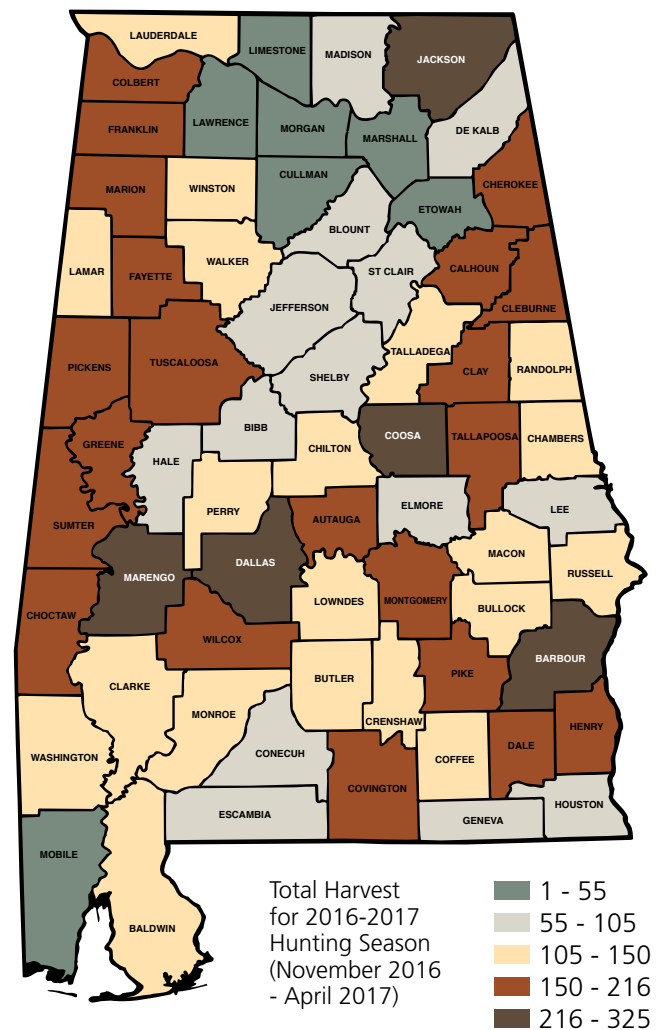 LAUDERDALE
LIMESTONE
MADISON
JACKSON
COLBERT
FRANKLIN
LAWRENCE
MORGAN
MARSHALL
DE KALB
MARION
WINSTON
CULLMAN
CHEROKEE
ETOWAH
BLOUNT
LAMAR
FAYETTE
WALKER
ST CLAIR
CALHOUN
JEFFERSON
CLEBURNE
PICKENS
TUSCALOOSA
TALLADEGA
SHELBY
CLAY
RANDOLPH
BIBB
GREENE
HALE
CHILTON
COOSA
TALLAPOOSA
CHAMBERS
SUMTER
PERRY
AUTAUGA
ELMORE
LEE
MARENGO
DALLAS
MACON
RUSSELL
CHOCTAW
LOWNDES
MONTGOMERY
BULLOCK
WILCOX
BARBOUR
CLARKE
BUTLER
PIKE
MONROE
CRENSHAW
HENRY
WASHINGTON
CONECUH
COFFEE
DALE
COVINGTON
ESCAMBIA
GENEVA
HOUSTON
MOBILE
BALDWIN
Total Harvest
for 2016-2017
Hunting Season
(November 2016
- April 2017)
1 - 55
55 - 105
105 - 150
150 - 216
216 - 325